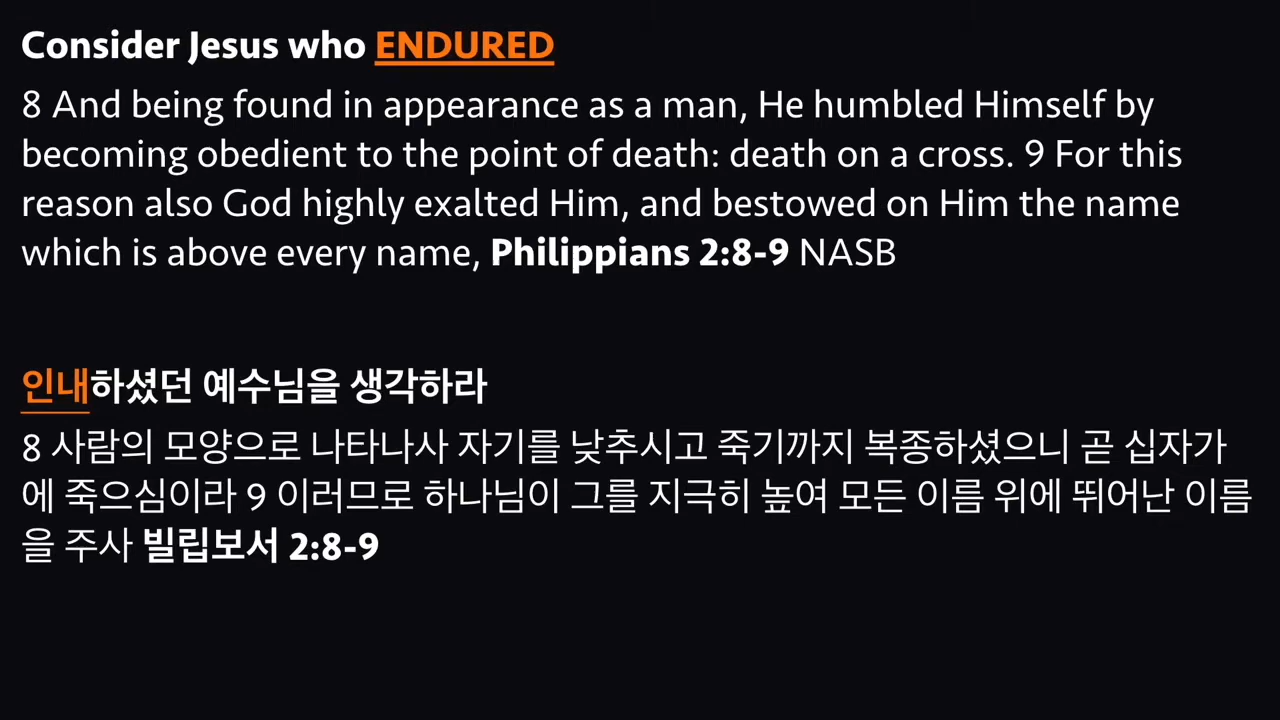 Consider Jesus who ENDURED
8 And being found in appearance as a man, He humbled Himself by
becoming obedient to the point of death: death on a cross. 9 For this
reason also God highly exalted Him, and bestowed on Him the name
which is above every name, Philippians 2:8-9 NASB
인내하셨던 예수님을 생각하라
8 사람의 모양으로 나타나사 자기를 낮추시고 죽기까지 복종하셨으니 곧 십자가
에 죽으심이라 9 이러므로 하나님이 그를 지극히 높여 모든 이름 위에 뛰어난 이름
을 주사 빌립보서 2:8-9